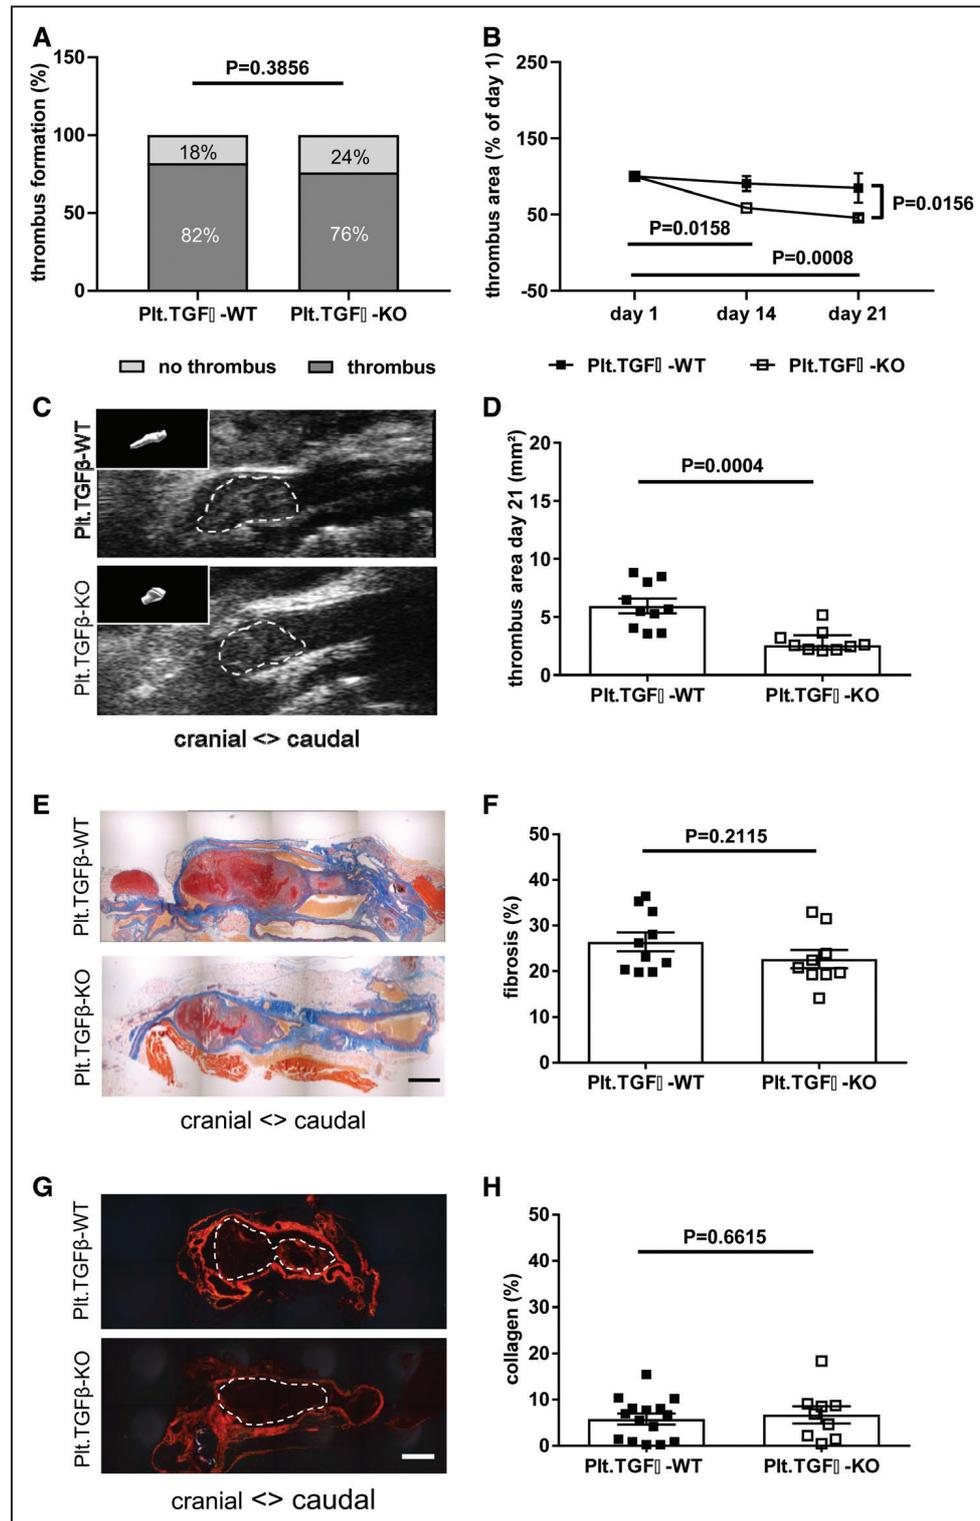 A
thrombus formation (%)
150
100
50
0
P=0.3856
18%
24%
82%
76%
Plt.TGF▯ -WT
Plt.TGF▯ -KO
no thrombus
thrombus
B
thrombus area (% of day 1)
250
150
50
-50
P=0.0156
P=0.0158
P=0.0008
day 1
day 14
day 21
Plt.TGF▯ -WT
Plt.TGF▯ -KO
C
Plt.TGFβ-WT
Plt.TGFβ-KO
cranial <> caudal
D
thrombus area day 21 (mm²)
20
15
10
5
0
P=0.0004
Plt.TGF▯ -WT
Plt.TGF▯ -KO
E
Plt.TGFβ-WT
Plt.TGFβ-KO
cranial <> caudal
F
fibrosis (%)
50
40
30
20
10
0
P=0.2115
Plt.TGF▯ -WT
Plt.TGF▯ -KO
G
Plt.TGFβ-WT
Plt.TGFβ-KO
cranial <> caudal
H
collagen (%)
50
40
30
20
10
0
P=0.6615
Plt.TGF▯ -WT
Plt.TGF▯ -KO